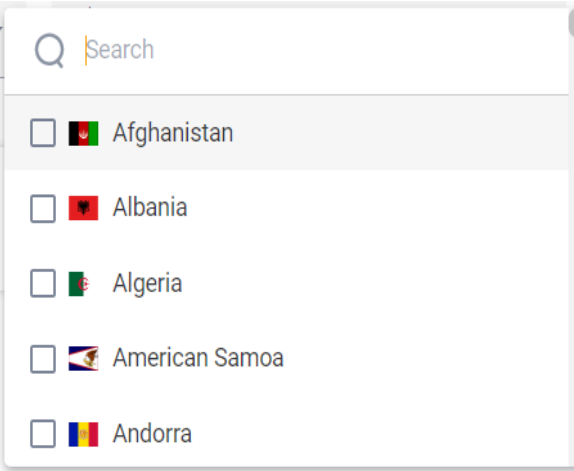 Search
Afghanistan
Albania
Algeria
American Samoa
Andorra